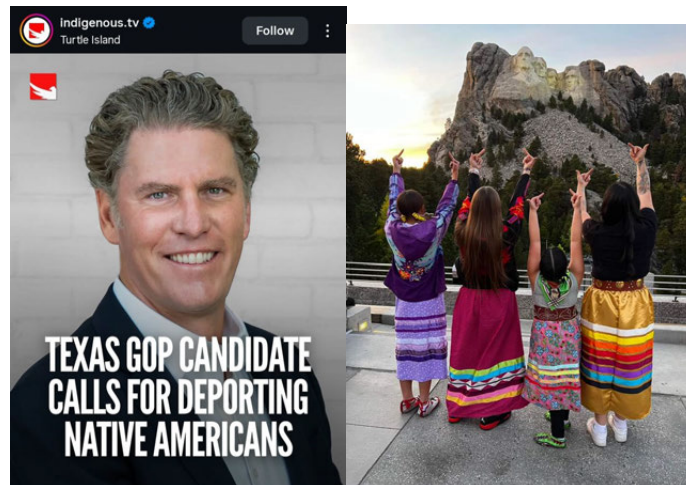 indigenous.tv
Turtle Island
Follow
TEXAS GOP CANDIDATE
CALLS FOR DEPORTING
NATIVE AMERICANS